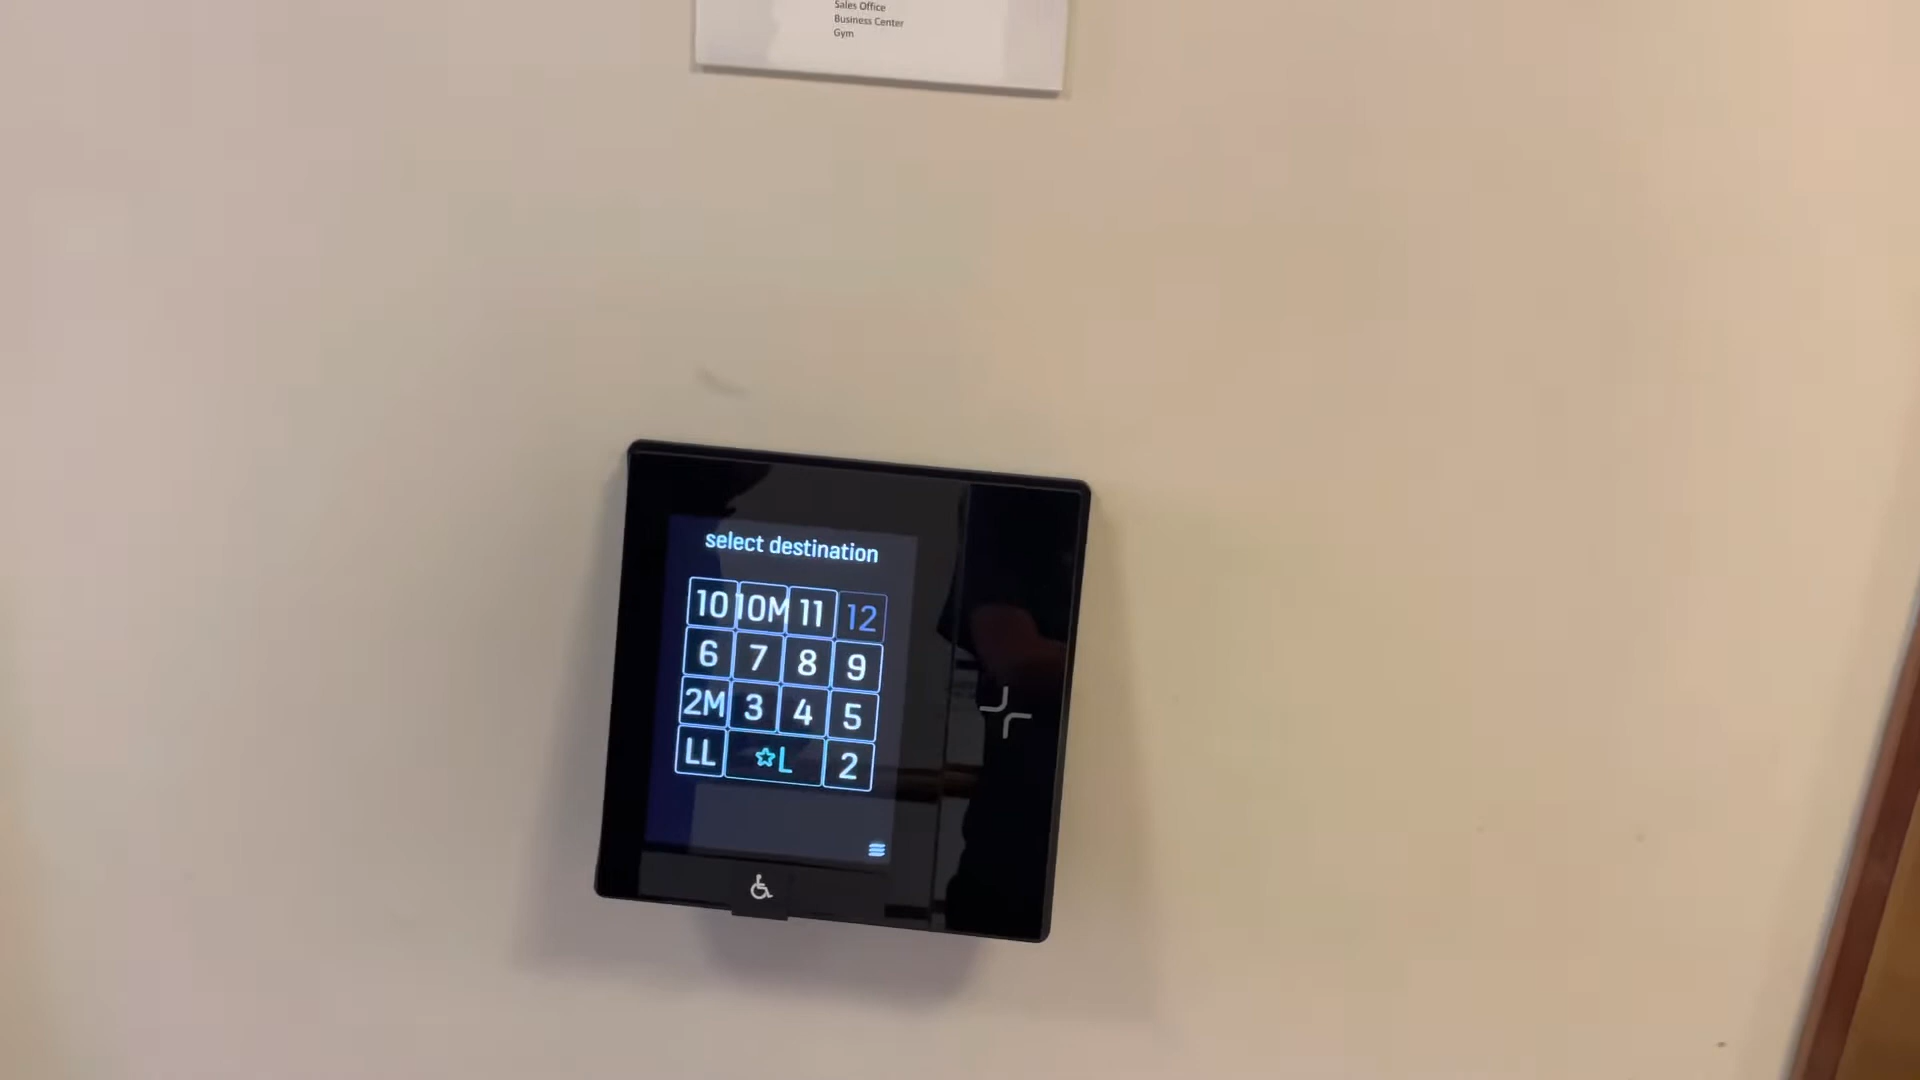 Sales Office
Business Center
Gym
select destination
10 10M 11 12
6 7 8 9
2M 3 4 5
LL ☆L 2